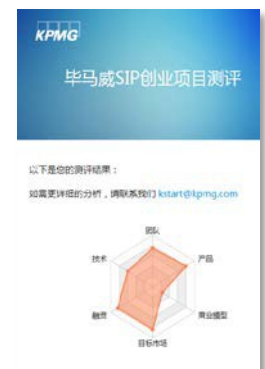 KPMG
毕马威SIP创业项目测评
以下是您的测评结果：
如需更详细的分析，请联系我们 kstart@kpmg.com
团队
技术
产品
融资
商业模型
目标市场